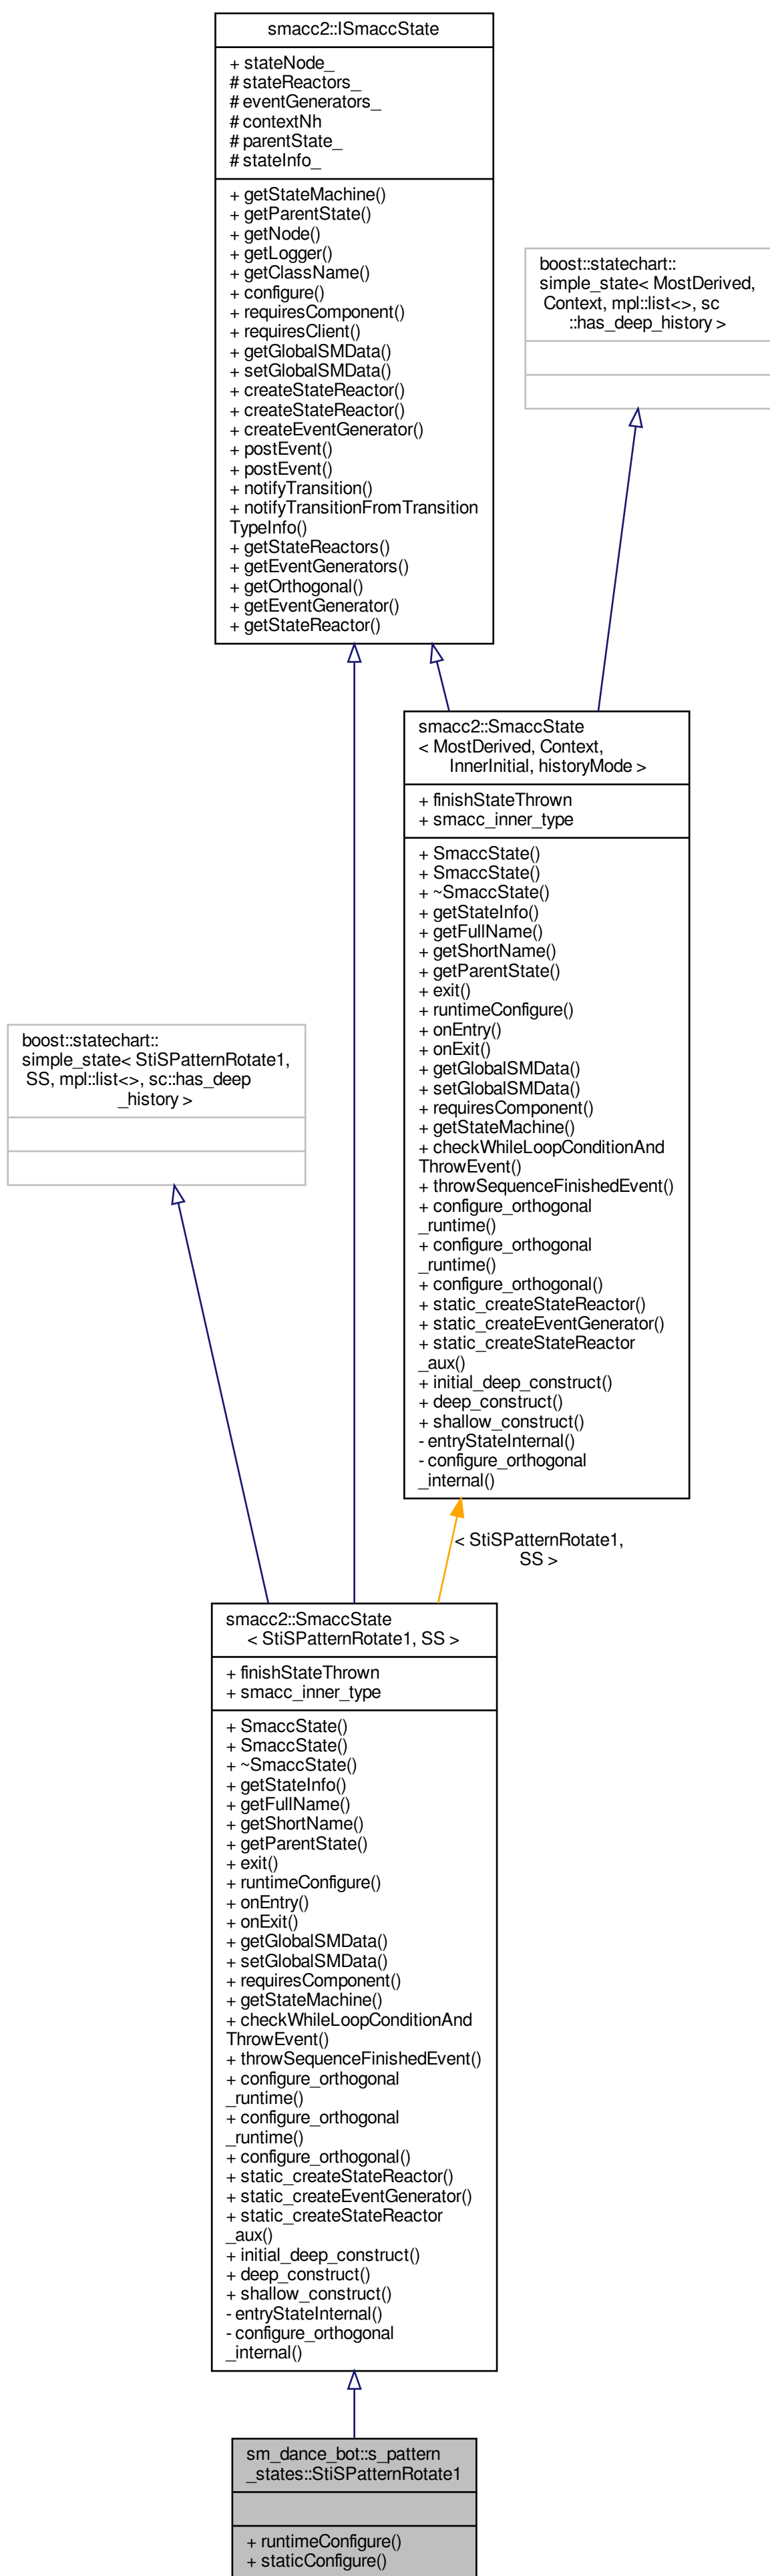 smacc2::ISmaccState
+ stateNode_
# stateReactors_
# eventGenerators_
# contextNh
# parentState_
# stateInfo_
+ getStateMachine()
+ getParentState()
+ getNode()
+ getLogger()
+ getClassName()
+ configure()
+ requiresComponent()
+ requiresClient()
+ getGlobalSMData()
+ setGlobalSMData()
+ createStateReactor()
+ createStateReactor()
+ createEventGenerator()
+ postEvent()
+ postEvent()
+ notifyTransition()
+ notifyTransitionFromTransition
TypeInfo()
+ getStateReactors()
+ getEventGenerators()
+ getOrthogonal()
+ getEventGenerator()
+ getStateReactor()
boost::statechart::
simple_state< MostDerived,
Context, mpl::list<>, sc
::has_deep_history >
smacc2::SmaccState
< MostDerived, Context,
InnerInitial, historyMode >
+ finishStateThrown
+ smacc_inner_type
+ SmaccState()
+ SmaccState()
+ ~SmaccState()
+ getStateInfo()
+ getFullName()
+ getShortName()
+ getParentState()
+ exit()
+ runtimeConfigure()
+ onEntry()
+ onExit()
+ getGlobalSMData()
+ setGlobalSMData()
+ requiresComponent()
+ getStateMachine()
+ checkWhileLoopConditionAnd
ThrowEvent()
+ throwSequenceFinishedEvent()
+ configure_orthogonal
_runtime()
+ configure_orthogonal
_runtime()
+ configure_orthogonal()
+ static_createStateReactor()
+ static_createEventGenerator()
+ static_createStateReactor
_aux()
+ initial_deep_construct()
+ deep_construct()
+ shallow_construct()
- entryStateInternal()
- configure_orthogonal
_internal()
boost::statechart::
simple_state< StiSPatternRotate1,
SS, mpl::list<>, sc::has_deep
_history >
< StiSPatternRotate1,
SS >
smacc2::SmaccState
< StiSPatternRotate1, SS >
+ finishStateThrown
+ smacc_inner_type
+ SmaccState()
+ SmaccState()
+ ~SmaccState()
+ getStateInfo()
+ getFullName()
+ getShortName()
+ getParentState()
+ exit()
+ runtimeConfigure()
+ onEntry()
+ onExit()
+ getGlobalSMData()
+ setGlobalSMData()
+ requiresComponent()
+ getStateMachine()
+ checkWhileLoopConditionAnd
ThrowEvent()
+ throwSequenceFinishedEvent()
+ configure_orthogonal
_runtime()
+ configure_orthogonal
_runtime()
+ configure_orthogonal()
+ static_createStateReactor()
+ static_createEventGenerator()
+ static_createStateReactor
_aux()
+ initial_deep_construct()
+ deep_construct()
+ shallow_construct()
- entryStateInternal()
- configure_orthogonal
_internal()
sm_dance_bot::s_pattern
_states::StiSPatternRotate1
+ runtimeConfigure()
+ staticConfigure()